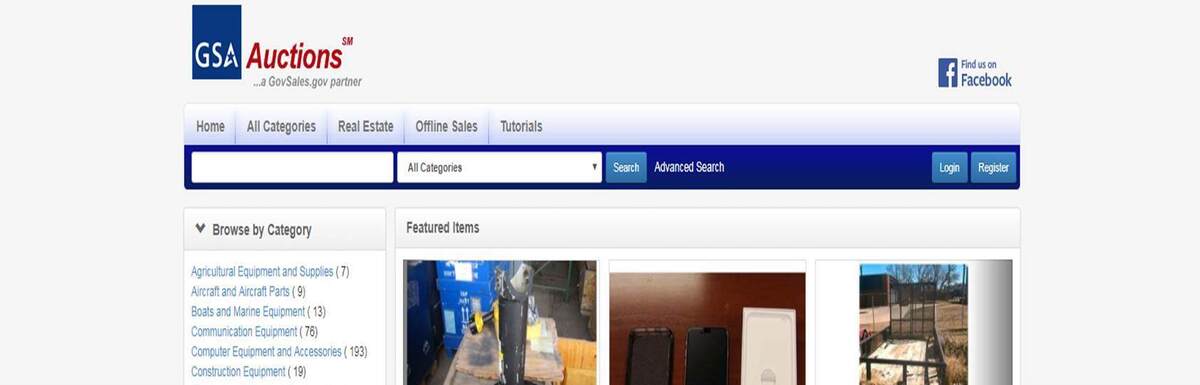 GSA Auctions SM
...a GovSales.gov partner
Find us on
Facebook
Home All Categories Real Estate Offline Sales Tutorials
All Categories Search Advanced Search Login Register
Browse by Category
Featured Items
Agricultural Equipment and Supplies ( 7)
Aircraft and Aircraft Parts ( 9)
Boats and Marine Equipment ( 13)
Communication Equipment ( 76)
Computer Equipment and Accessories ( 193)
Construction Equipment ( 19)